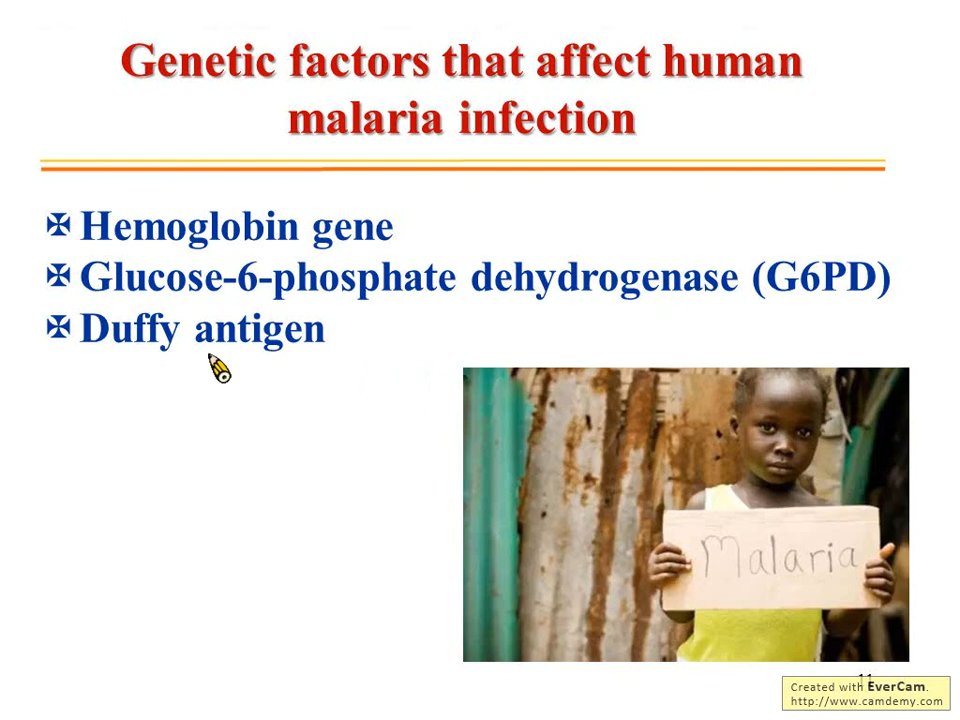 Genetic factors that affect human
malaria infection
Hemoglobin gene
Glucose-6-phosphate dehydrogenase (G6PD)
Duffy antigen
Malaria
11
Created with EverCam.
http://www.camdemy.com